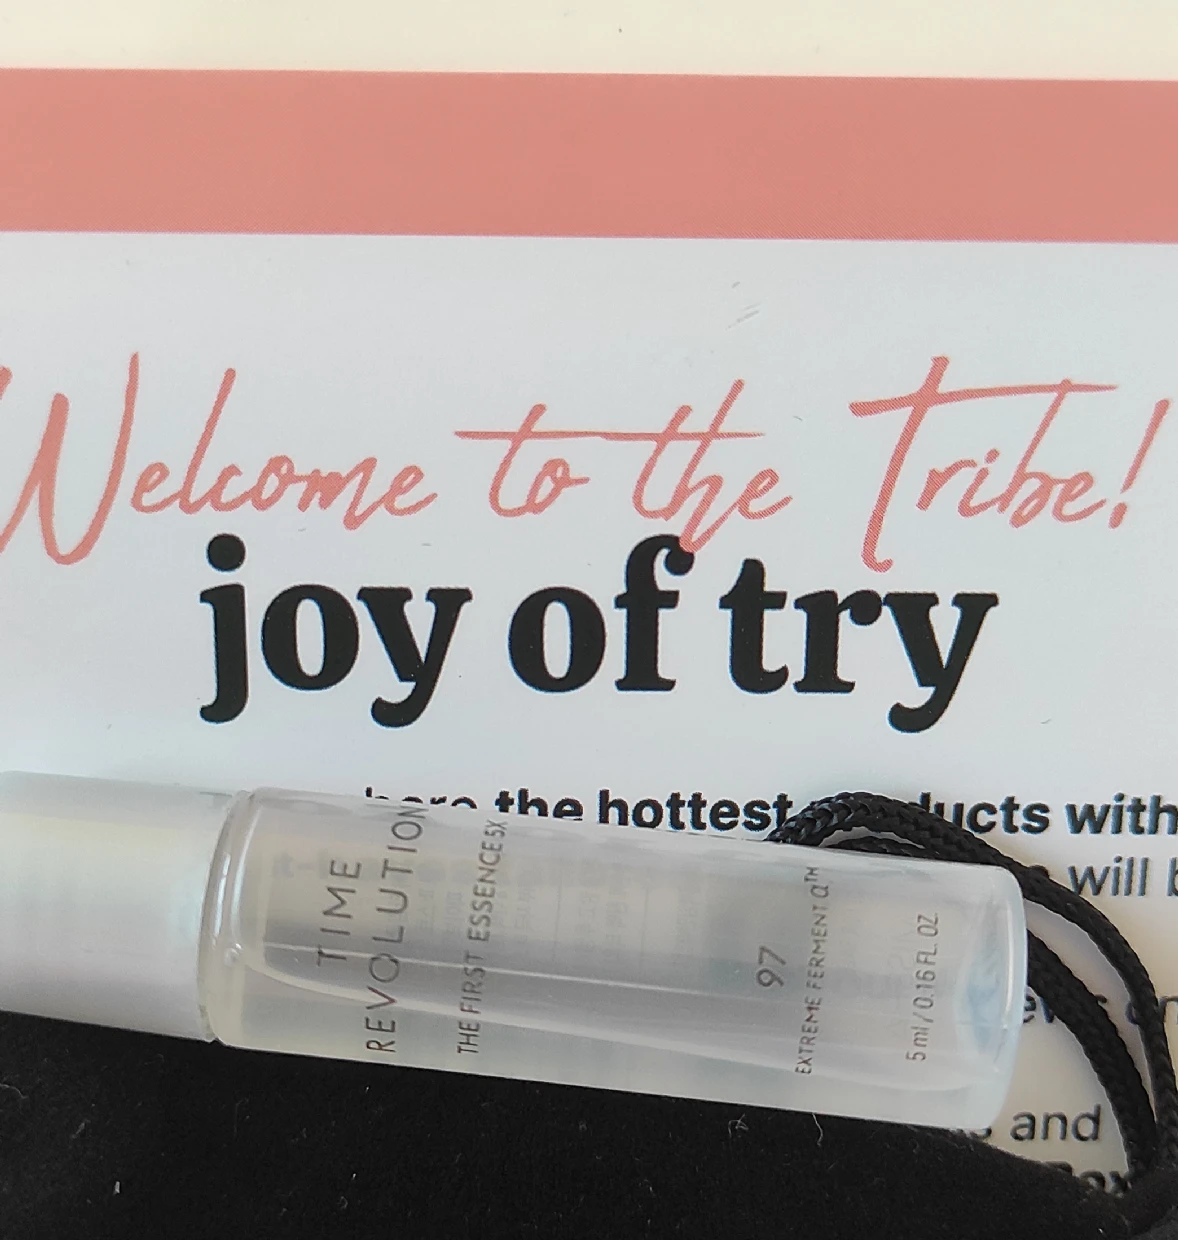 Welcome to the Tribe!
joy of try
the hottest with
will
and
TIME
REVOLUTION
THE FIRST ESSENCE 5X
97
EXTREME FERMENT α™
5 ml / 0.16 FL. OZ.